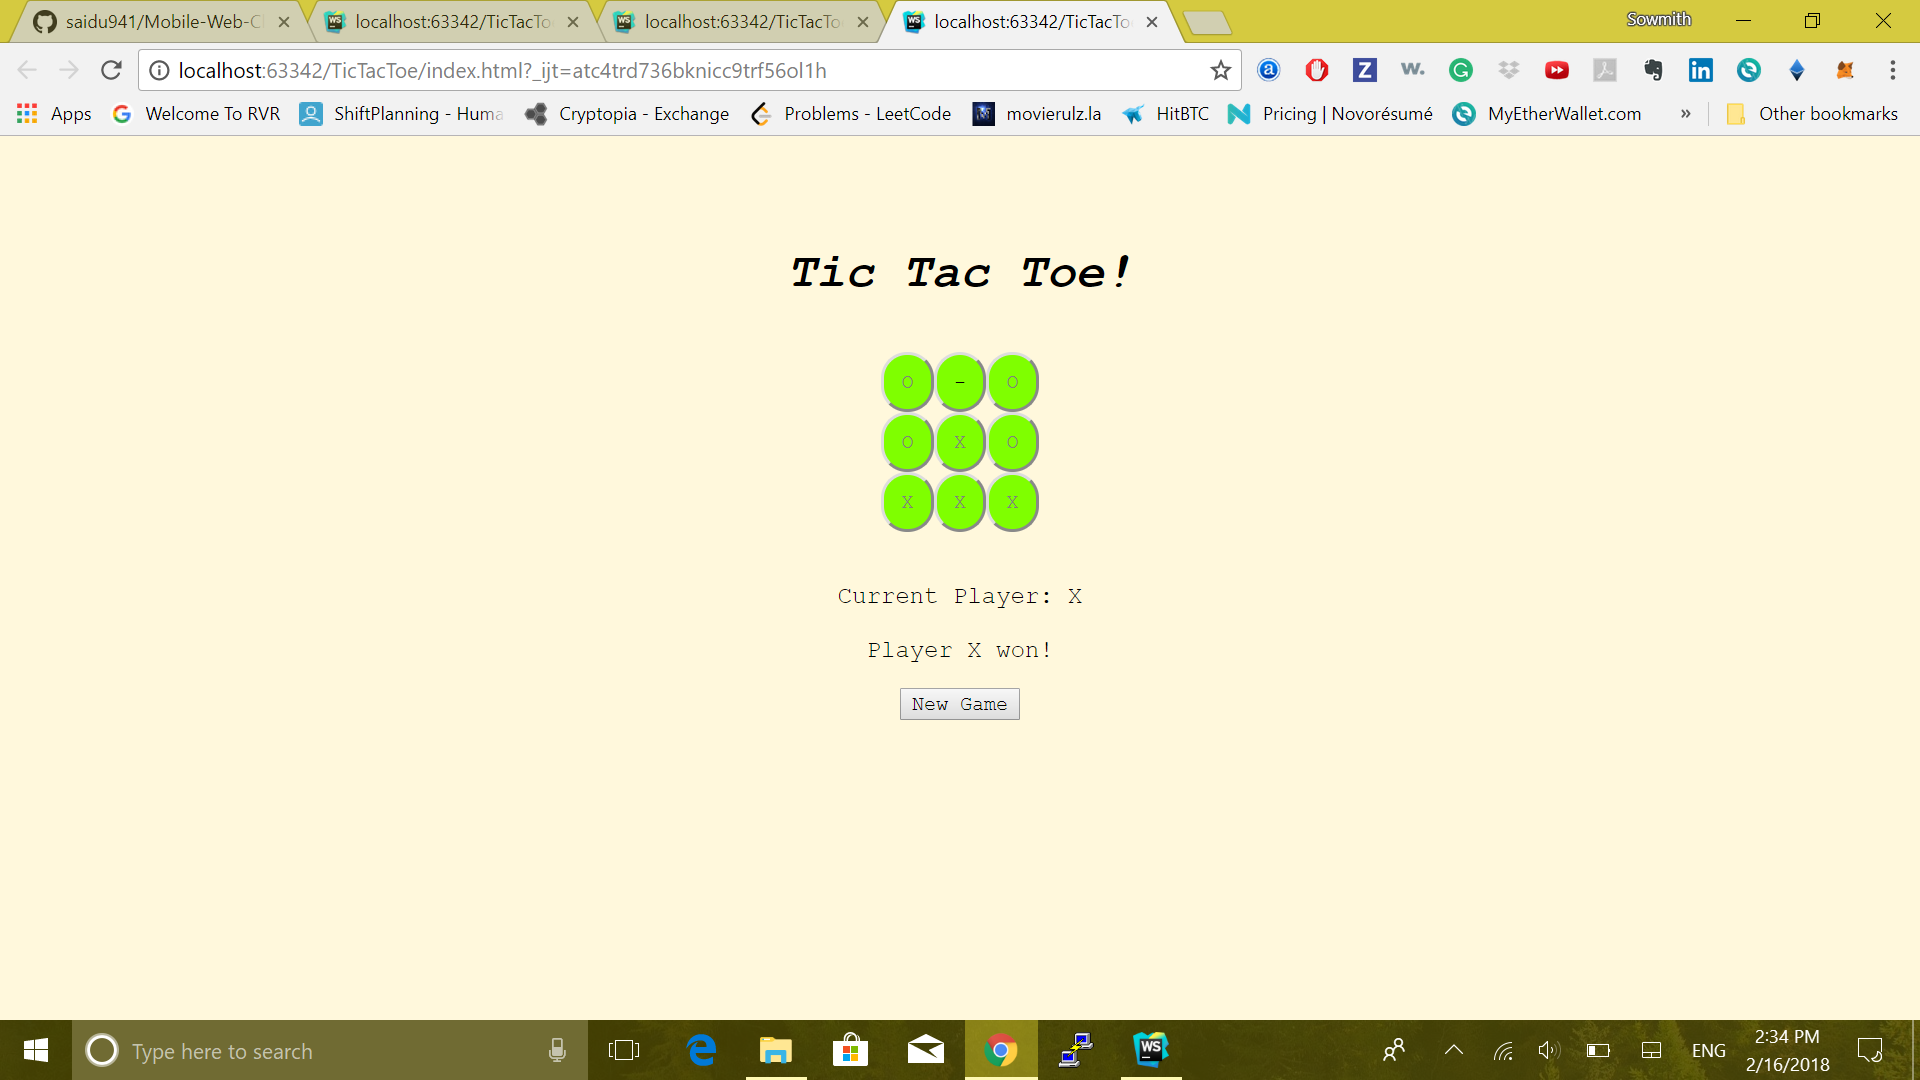 saidu941/Mobile-Web-C
localhost:63342/TicTacTo
localhost:63342/TicTacTo
localhost:63342/TicTacTo
Sowmith
localhost:63342/TicTacToe/index.html?_ijt=atc4trd736bknicc9trf56ol1h
Apps Welcome To RVR ShiftPlanning - Huma Cryptopia - Exchange Problems - LeetCode movierulz.la HitBTC Pricing | Novorésumé MyEtherWallet.com » Other bookmarks
Tic Tac Toe!
O - O
O X O
X X X
Current Player: X
Player X won!
New Game
Type here to search
WS
ENG
2:34 PM
2/16/2018